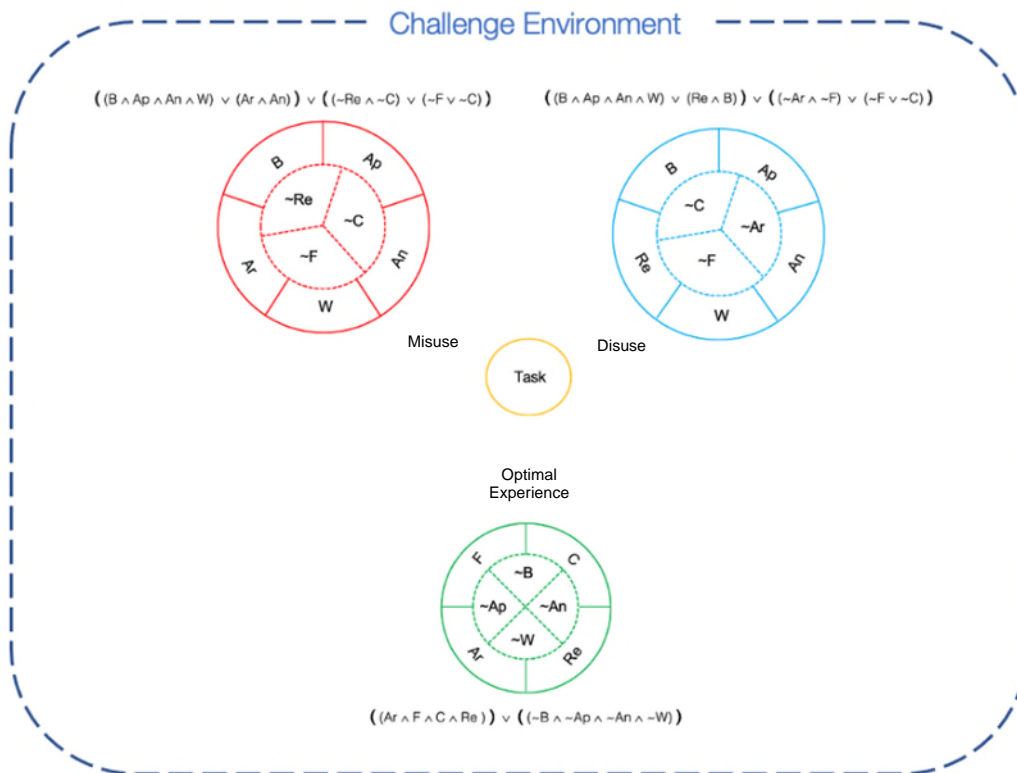 Challenge Environment
((B ∧ Ap ∧ An ∧ W) ∨ (Ar ∧ An)) ∨ ((~Re ∧ ~C) ∨ (~F ∨ ~C))
((B ∧ Ap ∧ An ∧ W) ∨ (Re ∧ B)) ∨ ((~Ar ∧ ~F) ∨ (~F ∨ ~C))
B
Ap
~Re
~C
~F
Ar
An
W
B
Ap
~C
~Ar
~F
Re
An
W
Misuse
Disuse
Task
Optimal
Experience
F
C
~B
~Ap
~An
~W
Ar
Re
((Ar ∧ F ∧ C ∧ Re)) ∨ ((~B ∧ ~Ap ∧ ~An ∧ ~W))